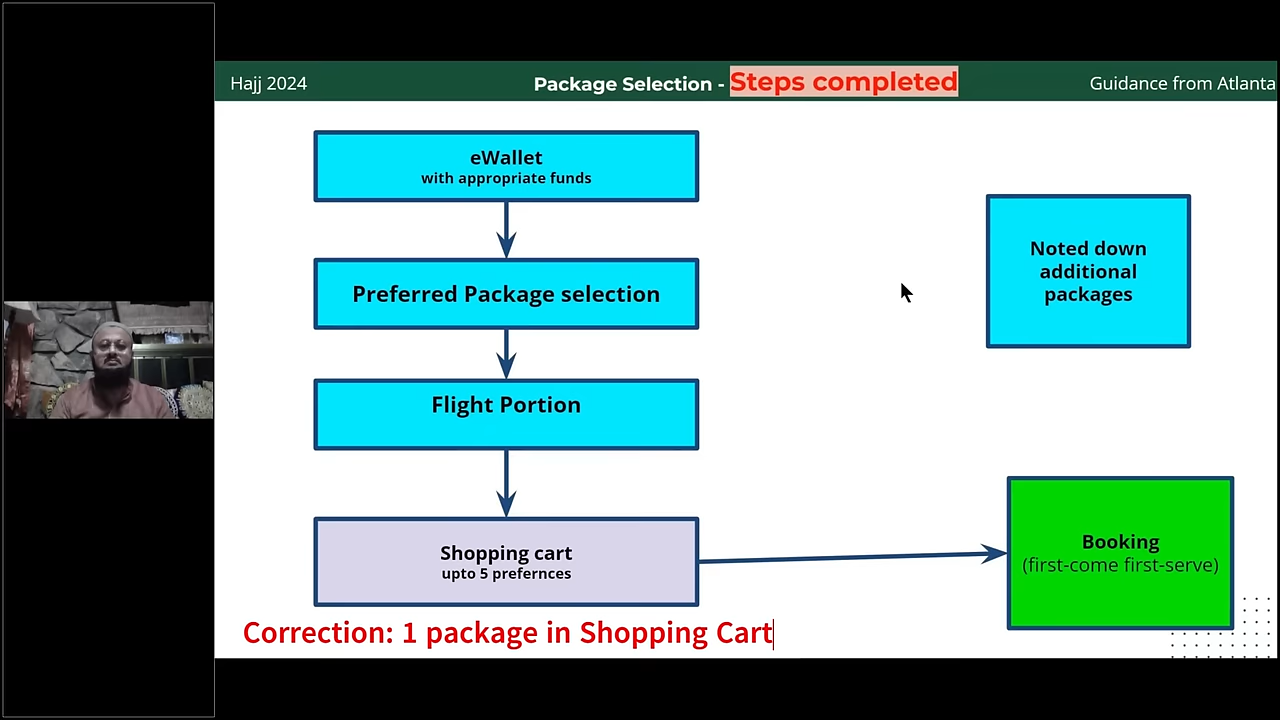 Hajj 2024
Package Selection - Steps completed
Guidance from Atlanta
eWallet
with appropriate funds
Preferred Package selection
Flight Portion
Shopping cart
upto 5 prefernces
Noted down
additional
packages
Booking
(first-come first-serve)
Correction: 1 package in Shopping Cart